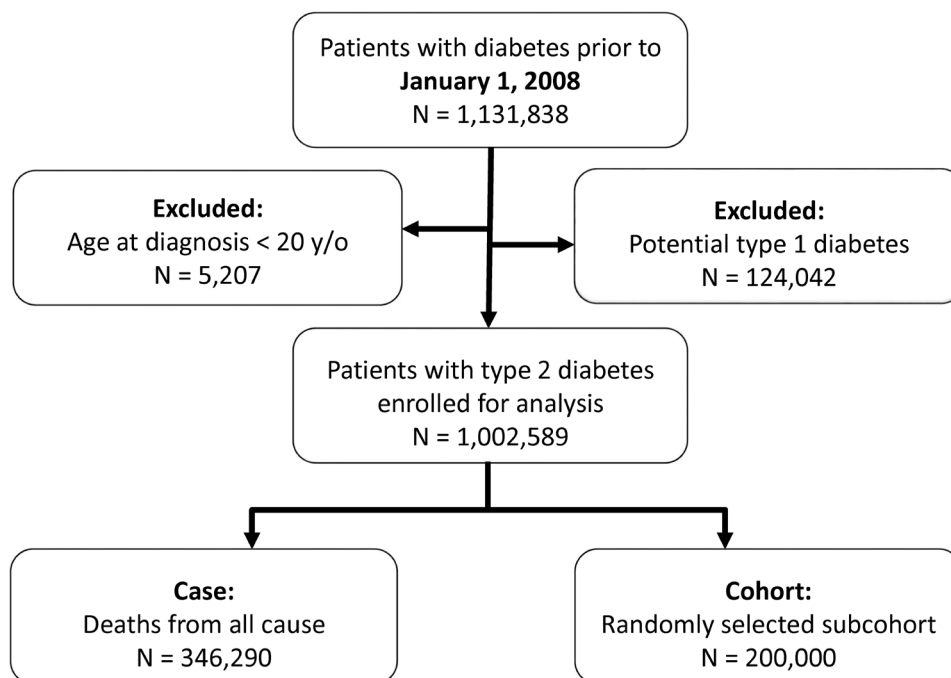 Patients with diabetes prior to
January 1, 2008
N = 1,131,838
Excluded:
Age at diagnosis < 20 y/o
N = 5,207
Excluded:
Potential type 1 diabetes
N = 124,042
Patients with type 2 diabetes
enrolled for analysis
N = 1,002,589
Case:
Deaths from all cause
N = 346,290
Cohort:
Randomly selected subcohort
N = 200,000